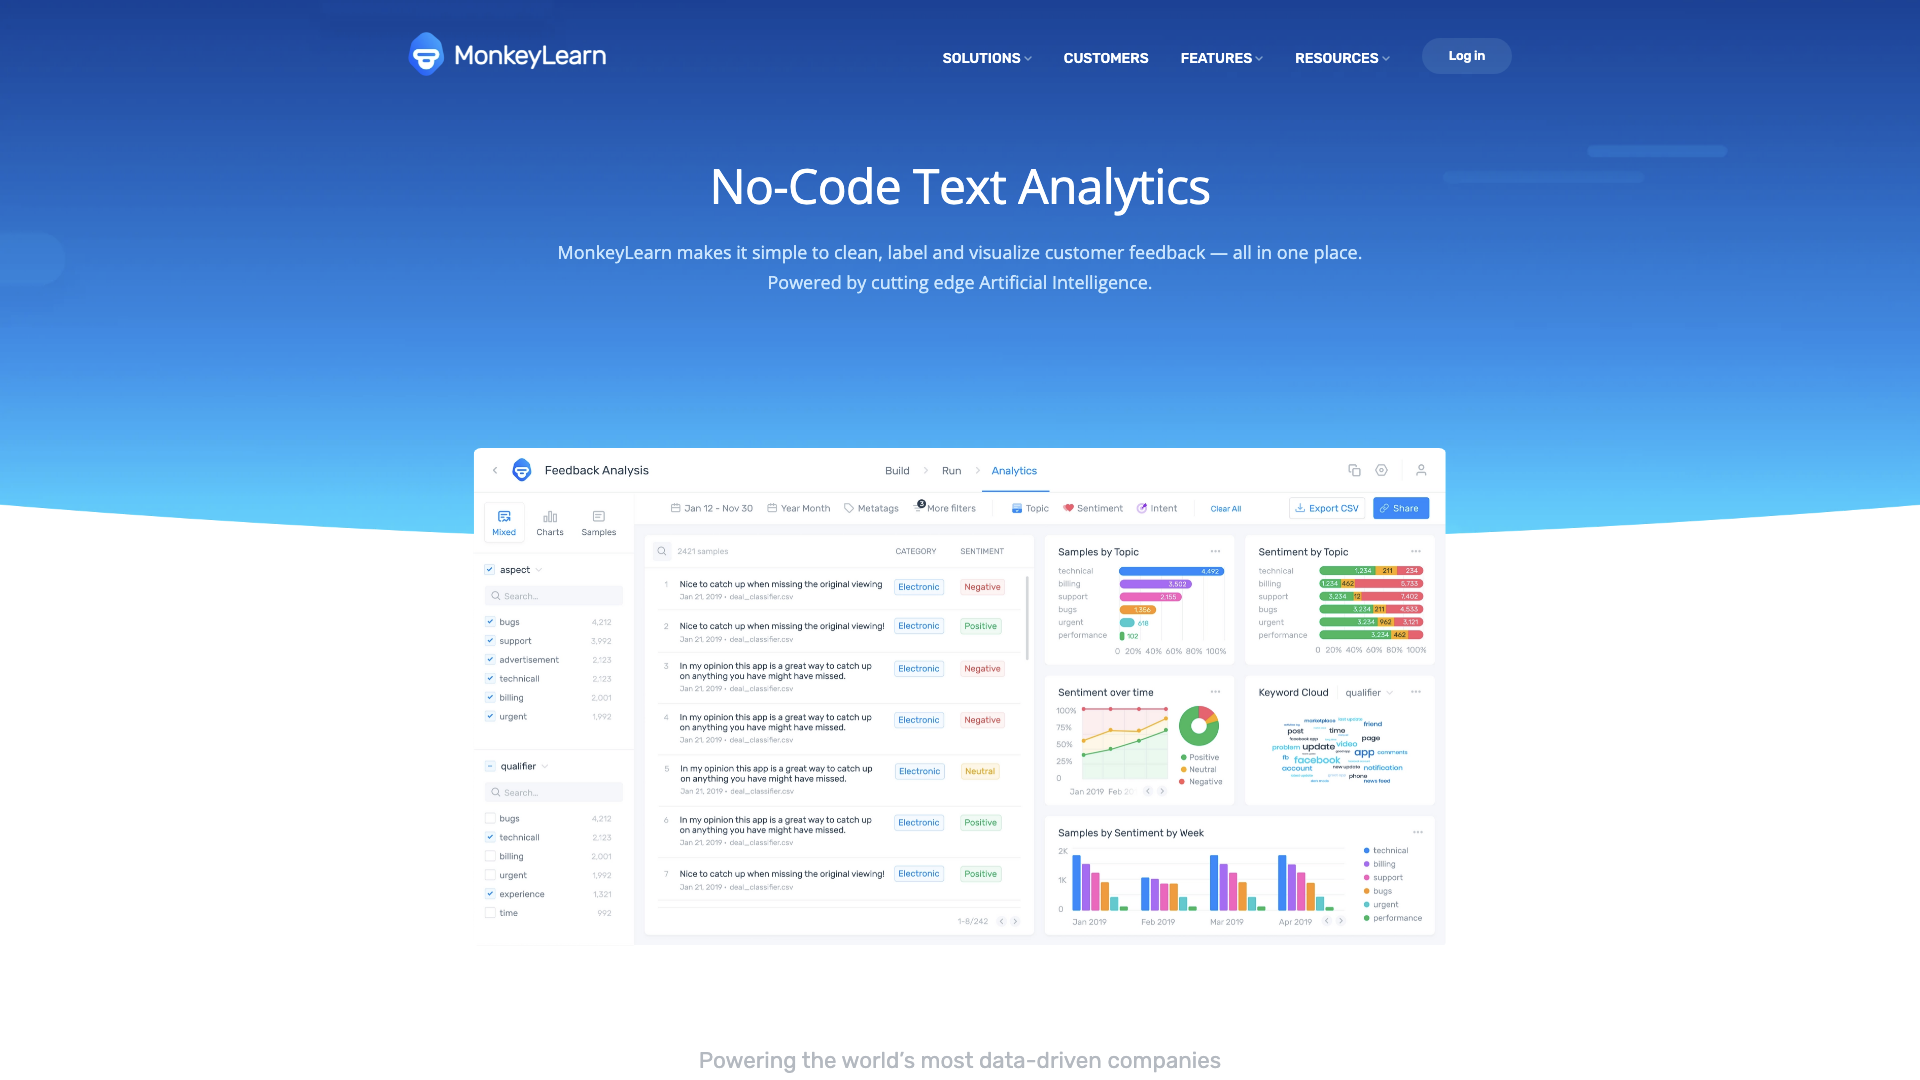 MonkeyLearn
SOLUTIONS CUSTOMERS FEATURES RESOURCES Log in
No-Code Text Analytics
MonkeyLearn makes it simple to clean, label and visualize customer feedback — all in one place.
Powered by cutting edge Artificial Intelligence.
Feedback Analysis Build Run Analytics
Jan 12 - Nov 30 Year Month Metatags 3 More filters Topic Sentiment Intent Clear All Export CSV Share
Mixed Charts Samples
aspect
Search...
bugs 4,212
support 3,992
advertisement 2,123
technicall 2,123
billing 2,001
urgent 1,992
qualifier
Search...
bugs 4,212
technicall 2,123
billing 2,001
urgent 1,992
experience 1,321
time 992
2421 samples CATEGORY SENTIMENT
1 Nice to catch up when missing the original viewing Electronic Negative
Jan 21, 2019 • deal_classifier.csv
2 Nice to catch up when missing the original viewing! Electronic Positive
Jan 21, 2019 • deal_classifier.csv
3 In my opinion this app is a great way to catch up
on anything you have might have missed. Electronic Negative
Jan 21, 2019 • deal_classifier.csv
4 In my opinion this app is a great way to catch up
on anything you have might have missed. Electronic Negative
Jan 21, 2019 • deal_classifier.csv
5 In my opinion this app is a great way to catch up
on anything you have might have missed. Electronic Neutral
Jan 21, 2019 • deal_classifier.csv
6 In my opinion this app is a great way to catch up
on anything you have might have missed. Electronic Positive
Jan 21, 2019 • deal_classifier.csv
7 Nice to catch up when missing the original viewing! Electronic Positive
Jan 21, 2019 • deal_classifier.csv
1-8/242
Samples by Topic
technical 4,492
billing 3,502
support 2,155
bugs 1,356
urgent 618
performance 102
0 20% 40% 60% 80% 100%
Sentiment by Topic
technical 1,234 211 234
billing 1,234 462 5,733
support 3,234 12 7,402
bugs 3,234 211 4,533
urgent 3,234 962 3,121
performance 3,234 462
0 20% 40% 60% 80% 100%
Sentiment over time
100%
75%
50%
25%
0
Jan 2019 Feb 20
Positive
Neutral
Negative
Keyword Cloud qualifier
marketplace
friend
post time
page
problem update video
app comments
fb facebook
account notification
phone
news feed
Samples by Sentiment by Week
2K
1K
0
Jan 2019 Feb 2019 Mar 2019 Apr 2019
technical
billing
support
bugs
urgent
performance
Powering the world's most data-driven companies